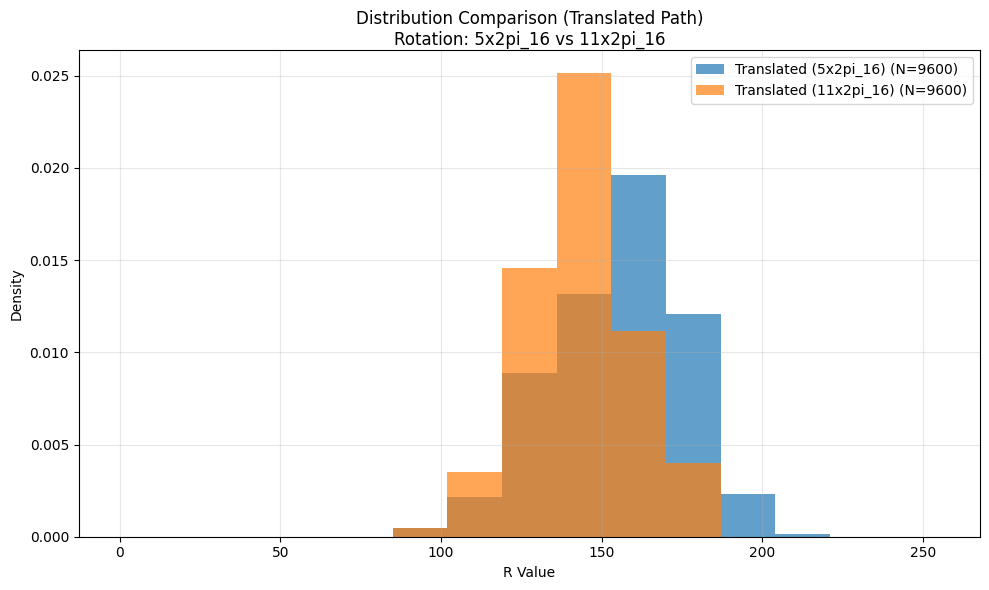 Distribution Comparison (Translated Path)
Rotation: 5x2pi_16 vs 11x2pi_16
Translated (5x2pi_16) (N=9600)
Translated (11x2pi_16) (N=9600)
Density
0.025
0.020
0.015
0.010
0.005
0.000
0 50 100 150 200 250
R Value